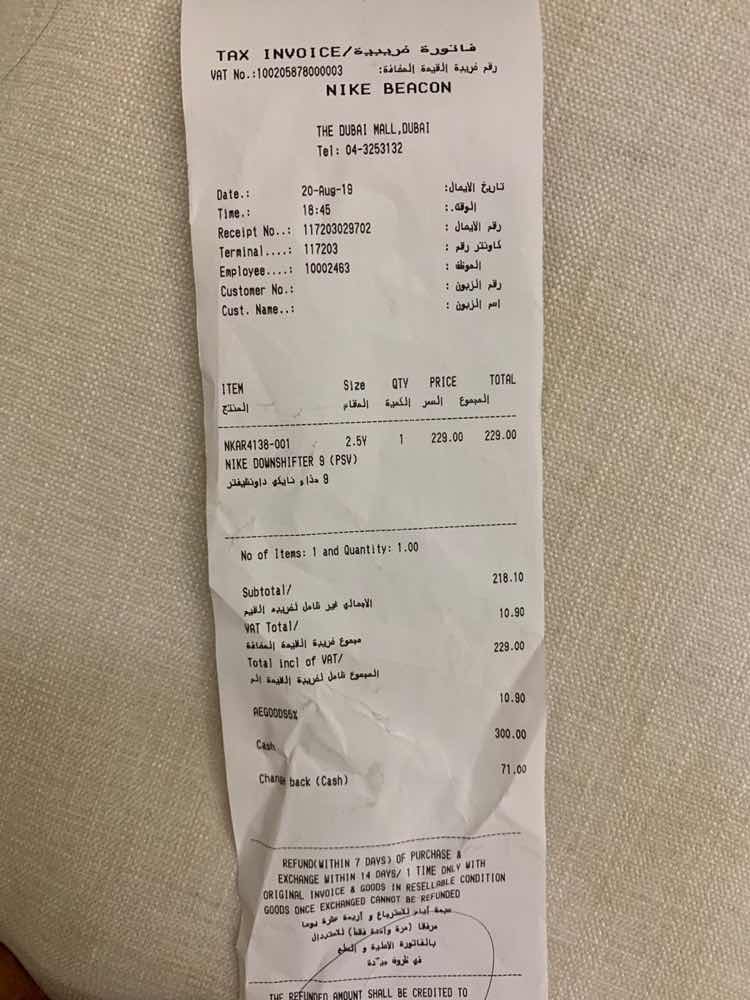 TAX INVOICE/فاتورة ضريبية
VAT No.:100205878000003 رقم ضريبة القيمة المضافة:
NIKE BEACON
THE DUBAI MALL,DUBAI
Tel: 04-3253132
Date.: 20-Aug-19 تاريخ الايصال:
Time.: 18:45 الوقت.:
Receipt No..: 117203029702 رقم الايصال :
Terminal....: 117203 كاونتر رقم :
Employee....: 10002463 الموظف :
Customer No.: رقم الزبون :
Cust. Name..: اسم الزبون :
ITEM Size QTY PRICE TOTAL
المنتج المقاس الكمية السعر المجموع
NKAR4138-001 2.5Y 1 229.00 229.00
NIKE DOWNSHIFTER 9 (PSV)
حذاء نايكي داونشيفتر 9
No of Items: 1 and Quantity: 1.00
Subtotal/ 218.10
الاجمالي غير شامل لضريبه القيم
VAT Total/ 10.90
مجموع ضريبة القيمة المضافة
Total incl of VAT/ 229.00
المجموع شامل لضريبة القيمة الم
AEGOODS5% 10.90
Cash 300.00
Change back (Cash) 71.00
REFUND(WITHIN 7 DAYS) OF PURCHASE &
EXCHANGE WITHIN 14 DAYS/ 1 TIME ONLY WITH
ORIGINAL INVOICE & GOODS IN RESELLABLE CONDITION
GOODS ONCE EXCHANGED CANNOT BE REFUNDED
سبعة أيام للاسترجاع و أربعة عشرة يوما
(مرة واحدة فقط) للاستبدال
بالفاتورة الأصلية و
في ظروف جيدة
THE REFUNDED AMOUNT SHALL BE CREDITED TO